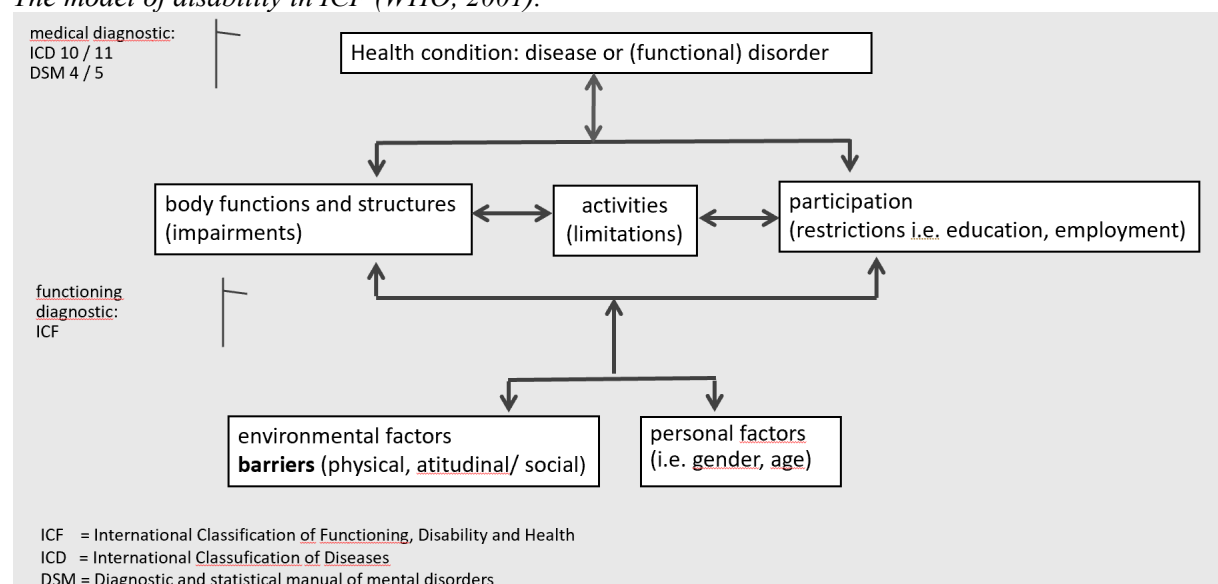 The model of disability in ICF (WHO, 2001).
medical diagnostic:
ICD 10 / 11
DSM 4 / 5
Health condition: disease or (functional) disorder
body functions and structures
(impairments)
activities
(limitations)
participation
(restrictions i.e. education, employment)
functioning
diagnostic:
ICF
environmental factors
barriers (physical, atitudinal/ social)
personal factors
(i.e. gender, age)
ICF = International Classification of Functioning, Disability and Health
ICD = International Classufication of Diseases
DSM = Diagnostic and statistical manual of mental disorders